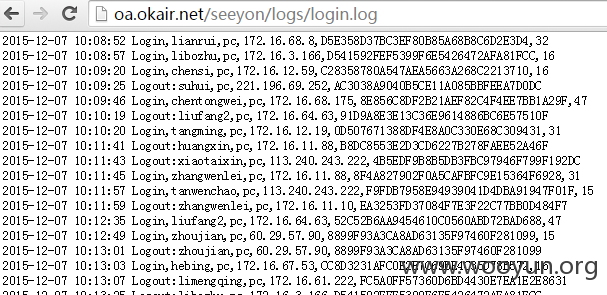 oa.okair.net/seeyon/logs/login.log
2015-12-07 10:08:52 Login,lianrui,pc,172.16.68.8,D5E358D37BC3EF80B85A68B8C6D2E3D4,32
2015-12-07 10:08:57 Login,libozhu,pc,172.16.3.166,D541592FEF5399F6E5426472AFA81FCC,16
2015-12-07 10:09:20 Login,chensi,pc,172.16.12.59,C28358780A547AEA5663A268C2213710,16
2015-12-07 10:09:25 Logout:suhui,pc,221.196.69.252,AC3038A9040B5CE11A085BBFEEA7D0DC
2015-12-07 10:09:46 Login,chentongwei,pc,172.16.68.175,8E856C8DF2B21AEF82C4F4EE7BB1A29F,47
2015-12-07 10:10:19 Logout:liufang2,pc,172.16.64.63,91D9A8E3E13C36E9614886BC6E57510F
2015-12-07 10:10:20 Login,tangming,pc,172.16.12.19,0D507671388DF4E8A0C330E68C309431,31
2015-12-07 10:11:41 Logout:huangxin,pc,172.16.11.88,B8DC8553E2D3CD6227B278FAEE52A46F
2015-12-07 10:11:43 Logout:xiaotaixin,pc,113.240.243.222,4B5EDF9B8B5DB3FBC97946F799F192DC
2015-12-07 10:11:45 Login,zhangwenlei,pc,172.16.11.88,8F4A827902F0A5CAFBFC9E15364F6928,31
2015-12-07 10:11:57 Login,tanwenchao,pc,113.240.243.222,F9FDB7958E94939041D4DBA91947F01F,15
2015-12-07 10:11:59 Logout:zhangwenlei,pc,172.16.11.10,EA3253FD37084F7E3F22C77BB0D484F7
2015-12-07 10:12:35 Login,liufang2,pc,172.16.64.63,52C52B6AA9454610C0560ABD72BAD688,47
2015-12-07 10:12:49 Login,zhoujian,pc,60.29.57.90,8899F93A3CA8AD63135F97460F281099,15
2015-12-07 10:13:01 Logout:zhoujian,pc,60.29.57.90,8899F93A3CA8AD63135F97460F281099
2015-12-07 10:13:03 Login,hebing,pc,172.16.67.53,
www.wooyun.org
2015-12-07 10:13:07 Logout:limengqing,pc,172.16.61.222,FC5A0FF57360D6BD4430E7EA1E2E8631